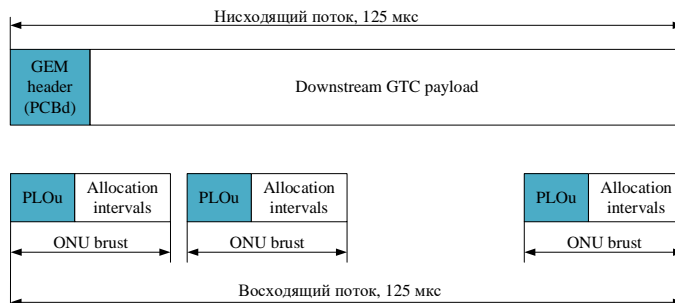 Нисходящий поток, 125 мкс
GEM
header
(PCBd)
Downstream GTC payload
PLOu
Allocation
intervals
PLOu
Allocation
intervals
PLOu
Allocation
intervals
ONU brust
ONU brust
ONU brust
Восходящий поток, 125 мкс